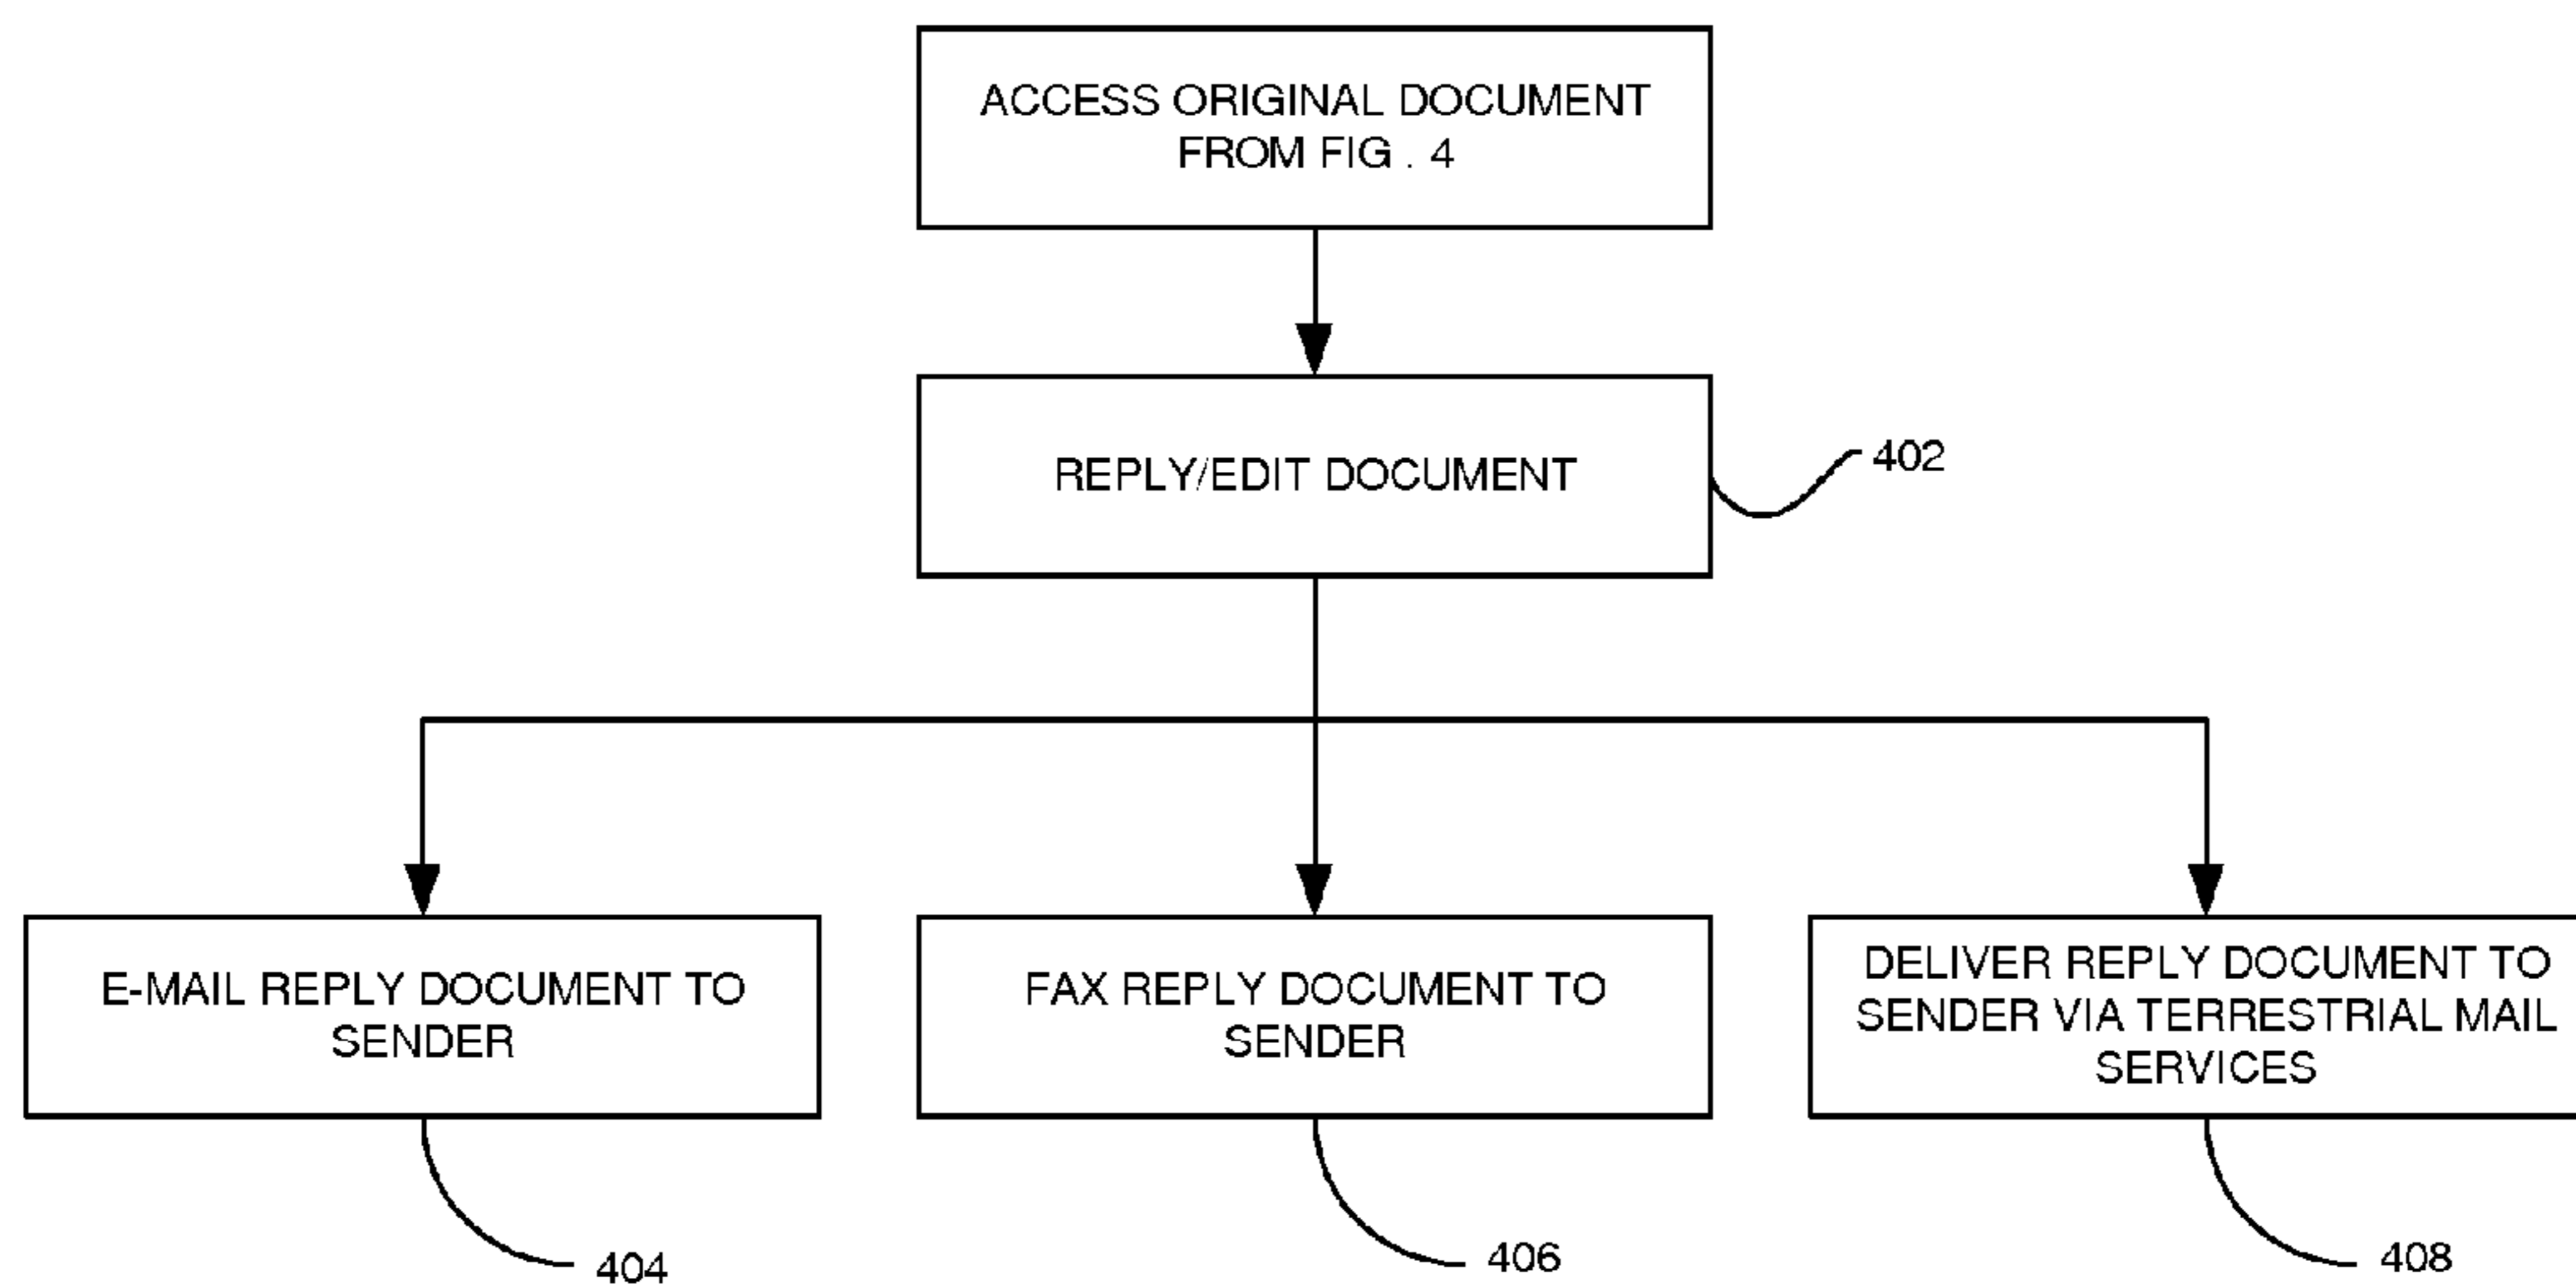 ACCESS ORIGINAL DOCUMENT
FROM FIG . 4
REPLY/EDIT DOCUMENT
402
E-MAIL REPLY DOCUMENT TO
SENDER
404
FAX REPLY DOCUMENT TO
SENDER
406
DELIVER REPLY DOCUMENT TO
SENDER VIA TERRESTRIAL MAIL
SERVICES
408